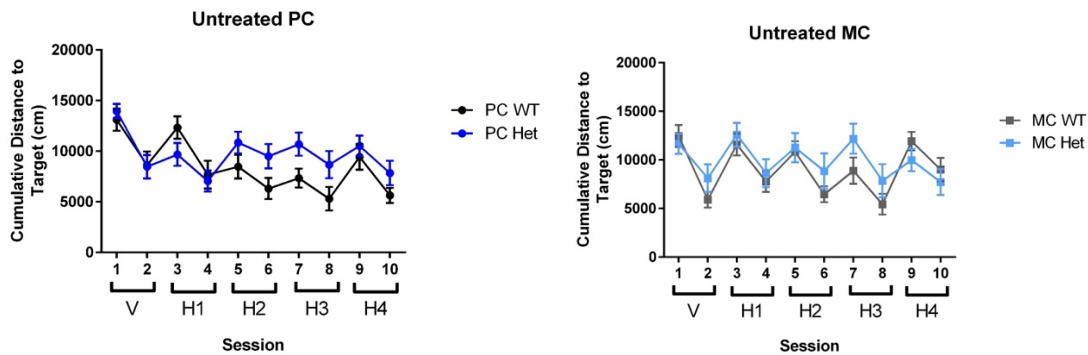 Untreated PC
20000
15000
10000
5000
0
Cumulative Distance to
Target (cm)
1 2 3 4 5 6 7 8 9 10
V H1 H2 H3 H4
Session
PC WT
PC Het
Untreated MC
20000
15000
10000
5000
0
Cumulative Distance to
Target (cm)
1 2 3 4 5 6 7 8 9 10
V H1 H2 H3 H4
Session
MC WT
MC Het